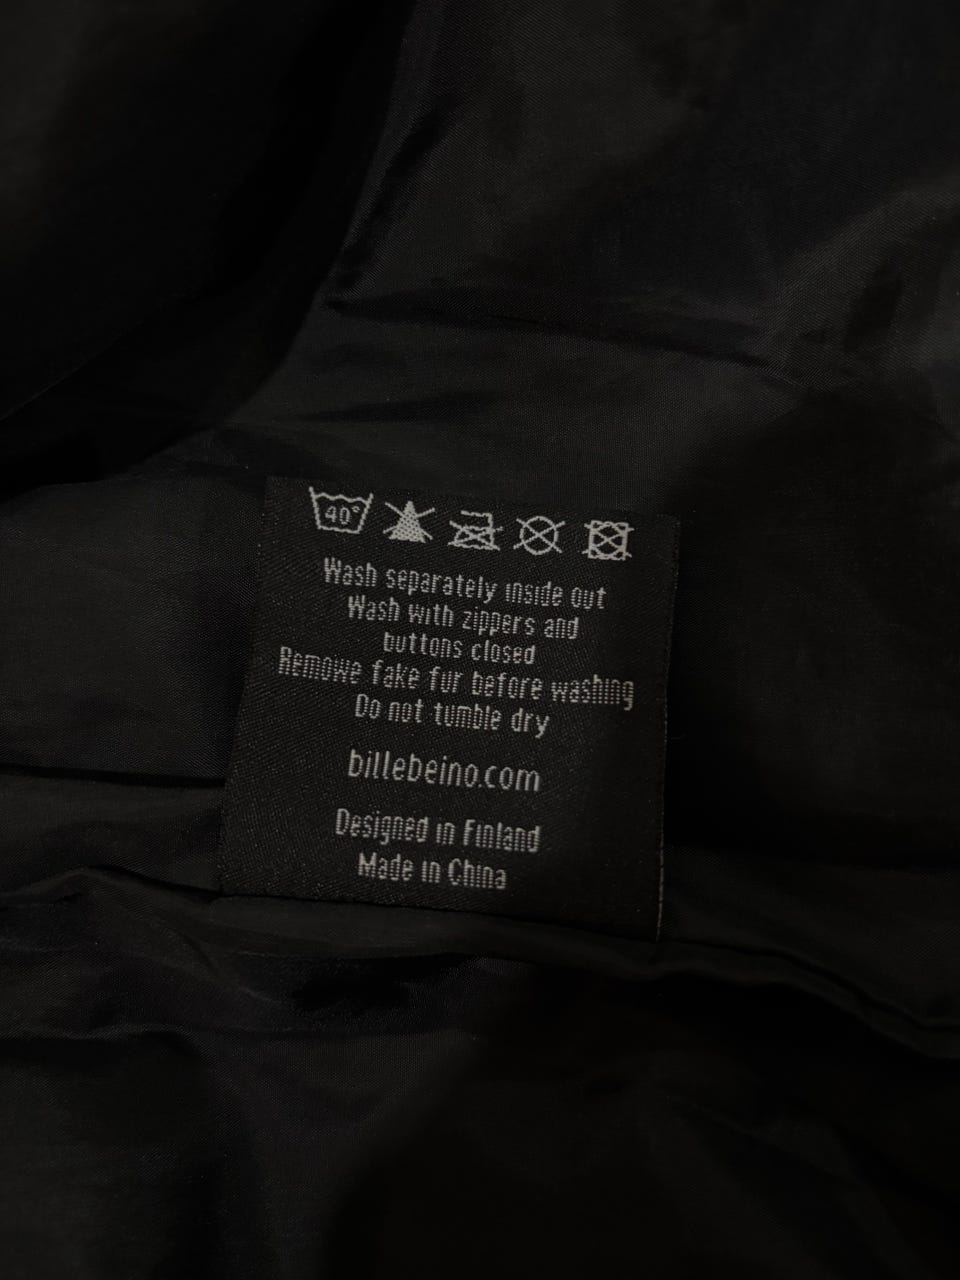 40°
Wash separately inside out
Wash with zippers and
buttons closed
Remowe fake fur before washing
Do not tumble dry
billebeino.com
Designed in Finland
Made in China